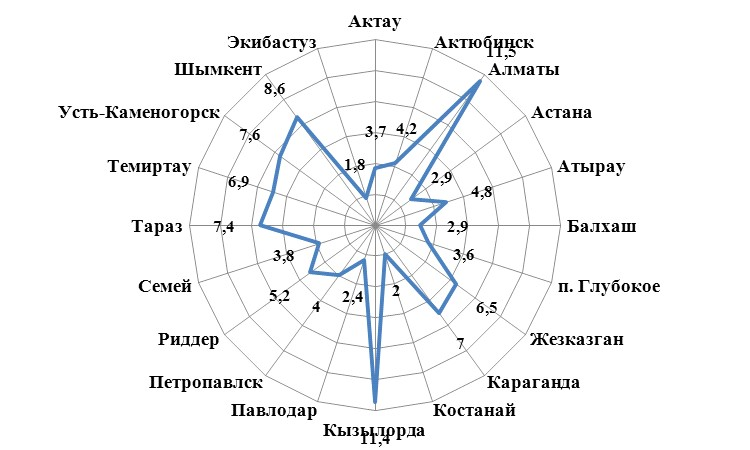 Актау
Экибастуз
Актюбинск
11,5
Шымкент
Алматы
8,6
Усть-Каменогорск
Астана
7,6
3,7
4,2
Темиртау
1,8
2,9
Атырау
6,9
4,8
Тараз
7,4
2,9
Балхаш
3,8
3,6
Семей
п. Глубокое
5,2
2,4
2
4
6,5
Риддер
Жезказган
7
Петропавлск
Караганда
Павлодар
Костанай
Кызылорда
11,4